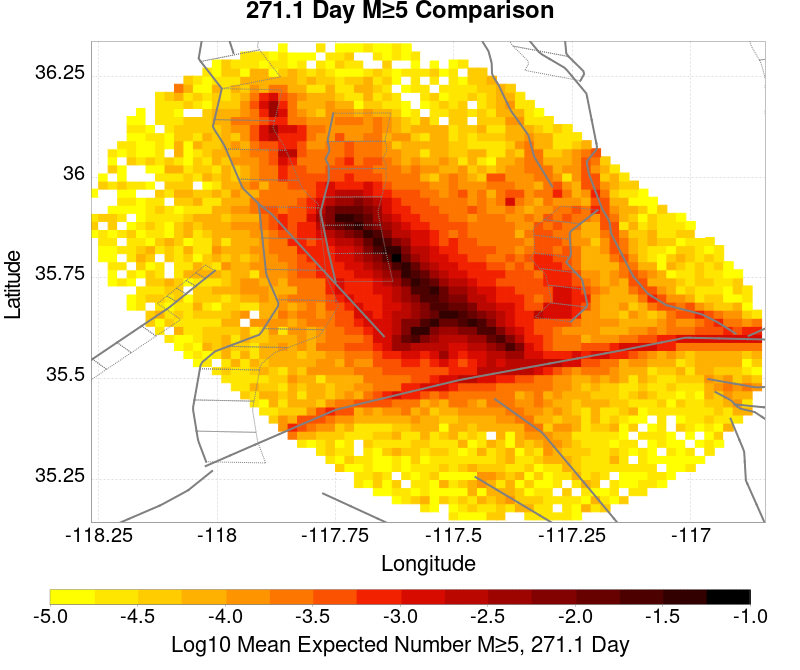 271.1 Day M≥5 Comparison
36.25
36
35.75
35.5
35.25
Latitude
-118.25 -118 -117.75 -117.5 -117.25 -117
Longitude
-5.0 -4.5 -4.0 -3.5 -3.0 -2.5 -2.0 -1.5 -1.0
Log10 Mean Expected Number M≥5, 271.1 Day